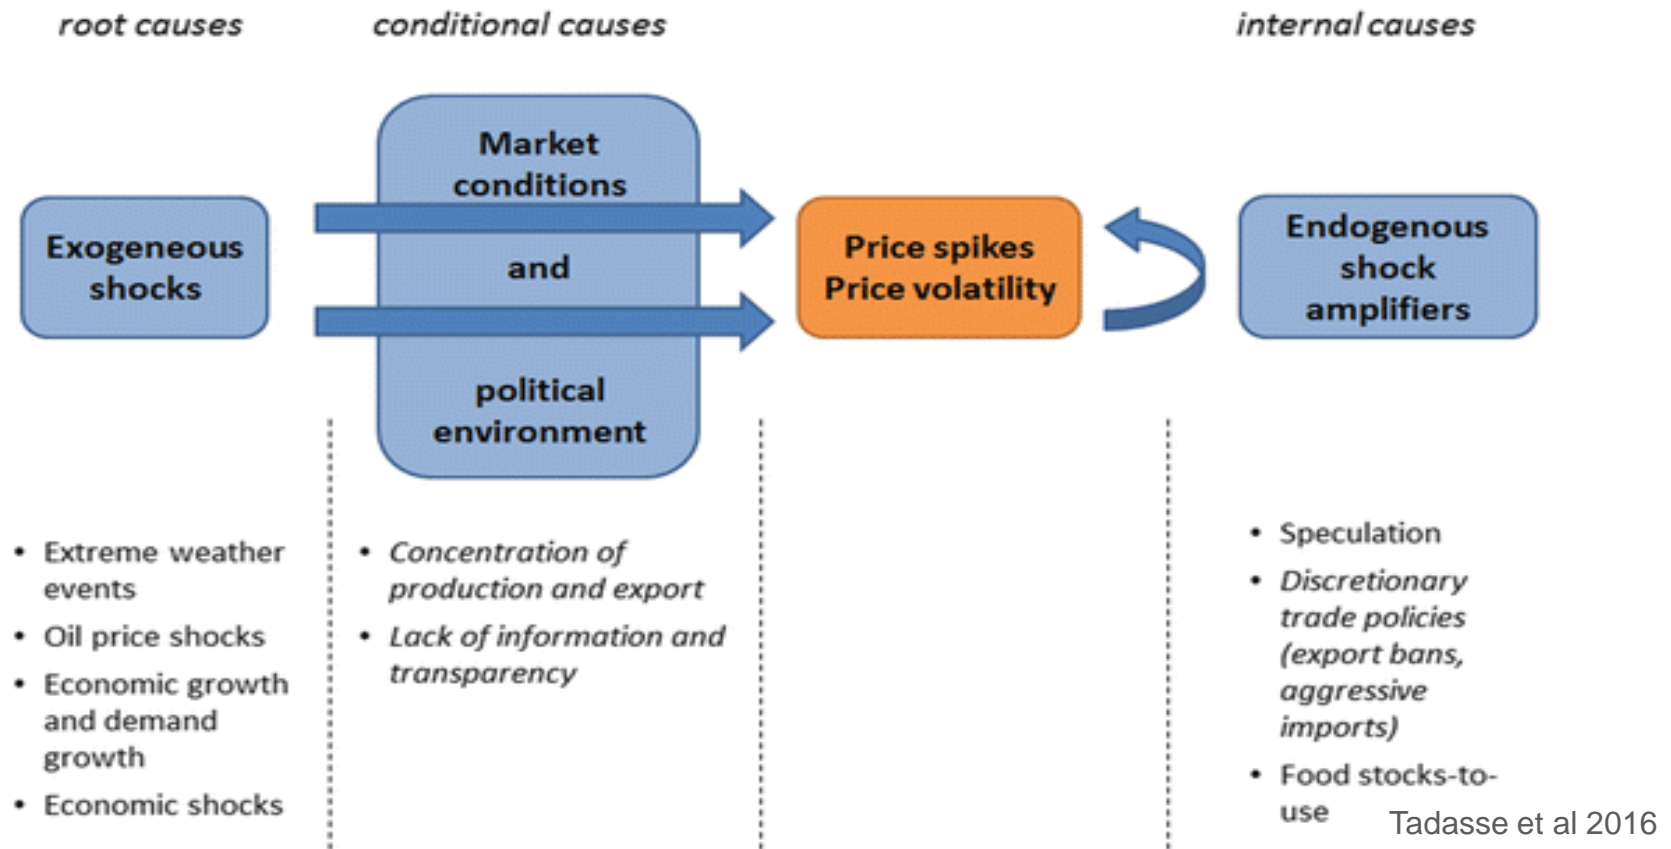 root causes
conditional causes
internal causes
Exogeneous
shocks
Market
conditions
and
political
environment
Price spikes
Price volatility
Endogenous
shock
amplifiers
• Extreme weather
events
• Oil price shocks
• Economic growth
and demand
growth
• Economic shocks
• Concentration of
production and export
• Lack of information and
transparency
• Speculation
• Discretionary
trade policies
(export bans,
aggressive
imports)
• Food stocks-to-
use
Tadasse et al 2016